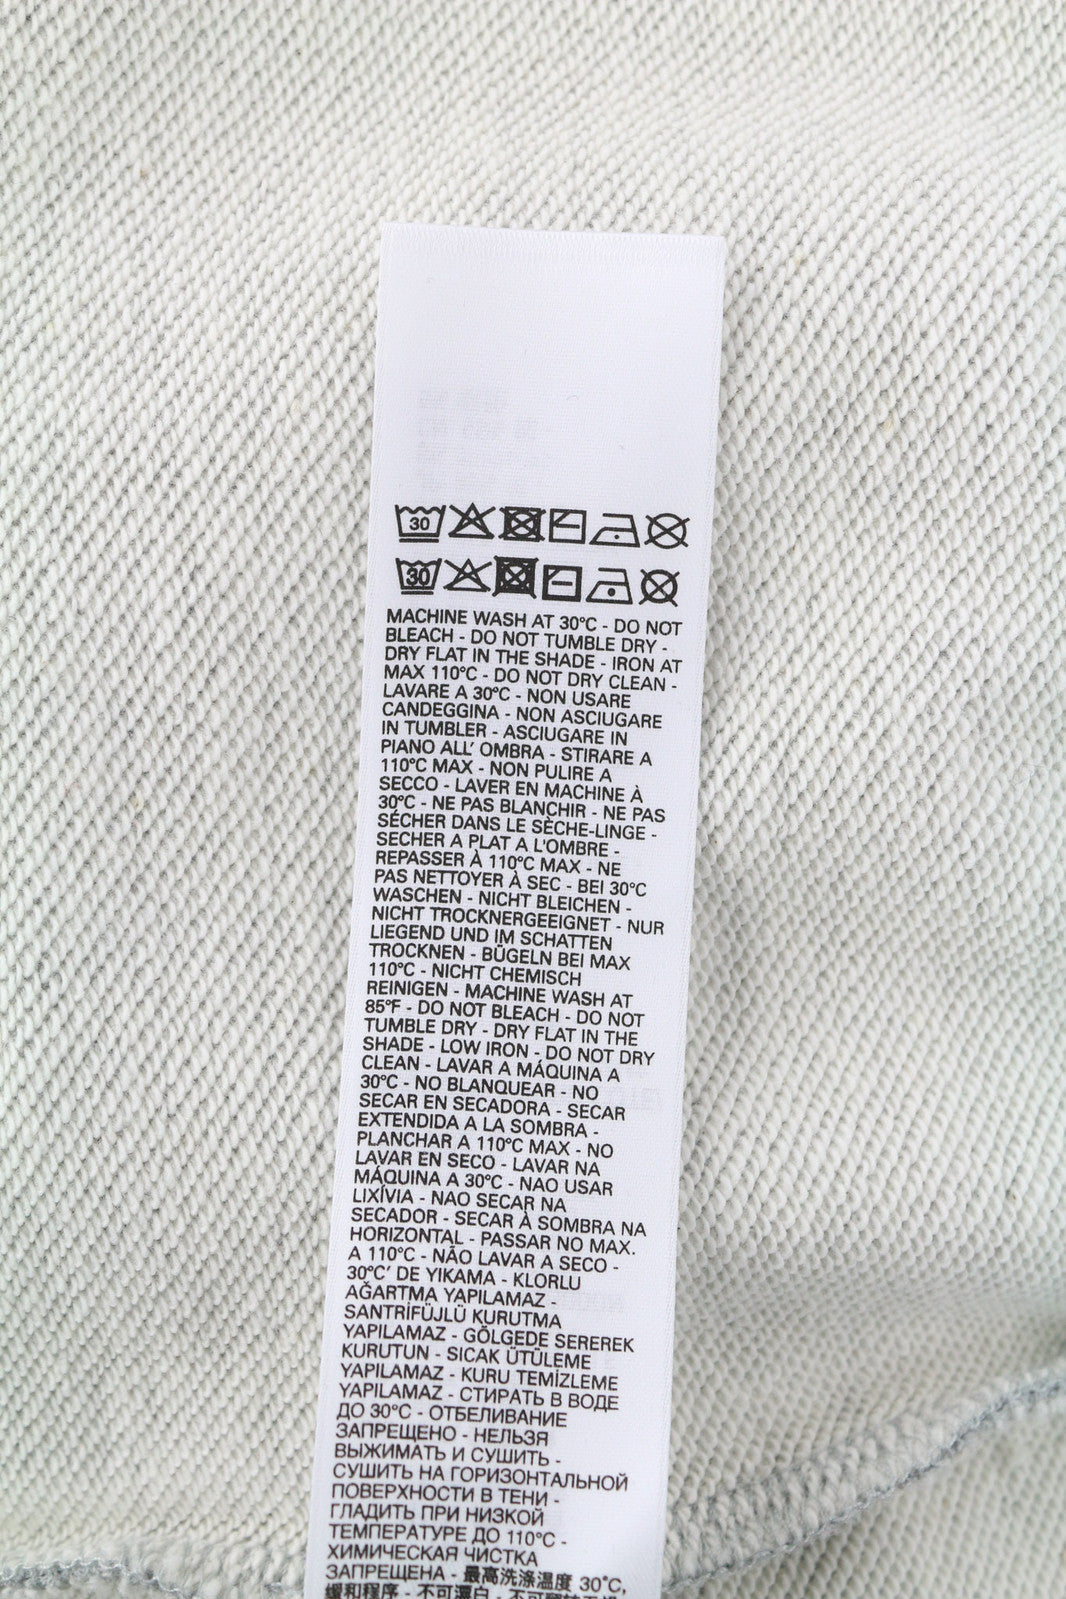 30
30
MACHINE WASH AT 30°C - DO NOT
BLEACH - DO NOT TUMBLE DRY -
DRY FLAT IN THE SHADE - IRON AT
MAX 110°C - DO NOT DRY CLEAN -
LAVARE A 30°C - NON USARE
CANDEGGINA - NON ASCIUGARE
IN TUMBLER - ASCIUGARE IN
PIANO ALL' OMBRA - STIRARE A
110°C MAX - NON PULIRE A
SECCO - LAVER EN MACHINE À
30°C - NE PAS BLANCHIR - NE PAS
SÉCHER DANS LE SÈCHE-LINGE -
SECHER A PLAT A L'OMBRE -
REPASSER À 110°C MAX - NE
PAS NETTOYER À SEC - BEI 30°C
WASCHEN - NICHT BLEICHEN -
NICHT TROCKNERGEEIGNET - NUR
LIEGEND UND IM SCHATTEN
TROCKNEN - BÜGELN BEI MAX
110°C - NICHT CHEMISCH
REINIGEN - MACHINE WASH AT
85°F - DO NOT BLEACH - DO NOT
TUMBLE DRY - DRY FLAT IN THE
SHADE - LOW IRON - DO NOT DRY
CLEAN - LAVAR A MÁQUINA A
30°C - NO BLANQUEAR - NO
SECAR EN SECADORA - SECAR
EXTENDIDA A LA SOMBRA -
PLANCHAR A 110°C MAX - NO
LAVAR EN SECO - LAVAR NA
MÁQUINA A 30°C - NAO USAR
LIXÍVIA - NAO SECAR NA
SECADOR - SECAR À SOMBRA NA
HORIZONTAL - PASSAR NO MAX.
A 110°C - NÃO LAVAR A SECO -
30°C' DE YIKAMA - KLORLU
AĞARTMA YAPILAMAZ -
SANTRİFÜJLÜ KURUTMA
YAPILAMAZ - GÖLGEDE SEREREK
KURUTUN - SICAK ÜTÜLEME
YAPILAMAZ - KURU TEMİZLEME
YAPILAMAZ - СТИРАТЬ В ВОДЕ
ДО 30°C - ОТБЕЛИВАНИЕ
ЗАПРЕЩЕНО - НЕЛЬЗЯ
ВЫЖИМАТЬ И СУШИТЬ -
СУШИТЬ НА ГОРИЗОНТАЛЬНОЙ
ПОВЕРХНОСТИ В ТЕНИ -
ГЛАДИТЬ ПРИ НИЗКОЙ
ТЕМПЕРАТУРЕ ДО 110°C -
ХИМИЧЕСКАЯ ЧИСТКА
ЗАПРЕЩЕНА - 最高洗涤温度 30°C,
缓和程序 - 不可漂白 -